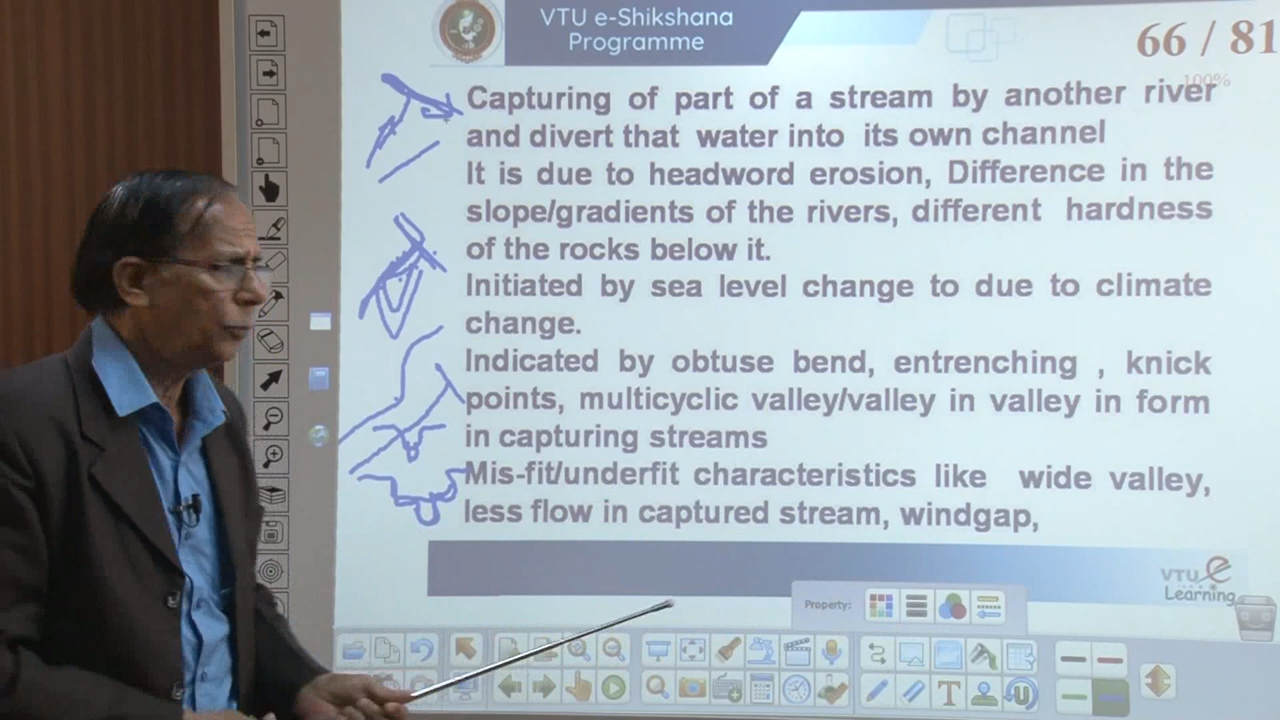 VTU e-Shikshana
Programme
66 / 81
100%
Capturing of part of a stream by another river
and divert that water into its own channel
It is due to headword erosion, Difference in the
slope/gradients of the rivers, different hardness
of the rocks below it.
Initiated by sea level change to due to climate
change.
Indicated by obtuse bend, entrenching , knick
points, multicyclic valley/valley in valley in form
in capturing streams
Mis-fit/underfit characteristics like wide valley,
less flow in captured stream, windgap,
VTU e
Learning
Property:
T